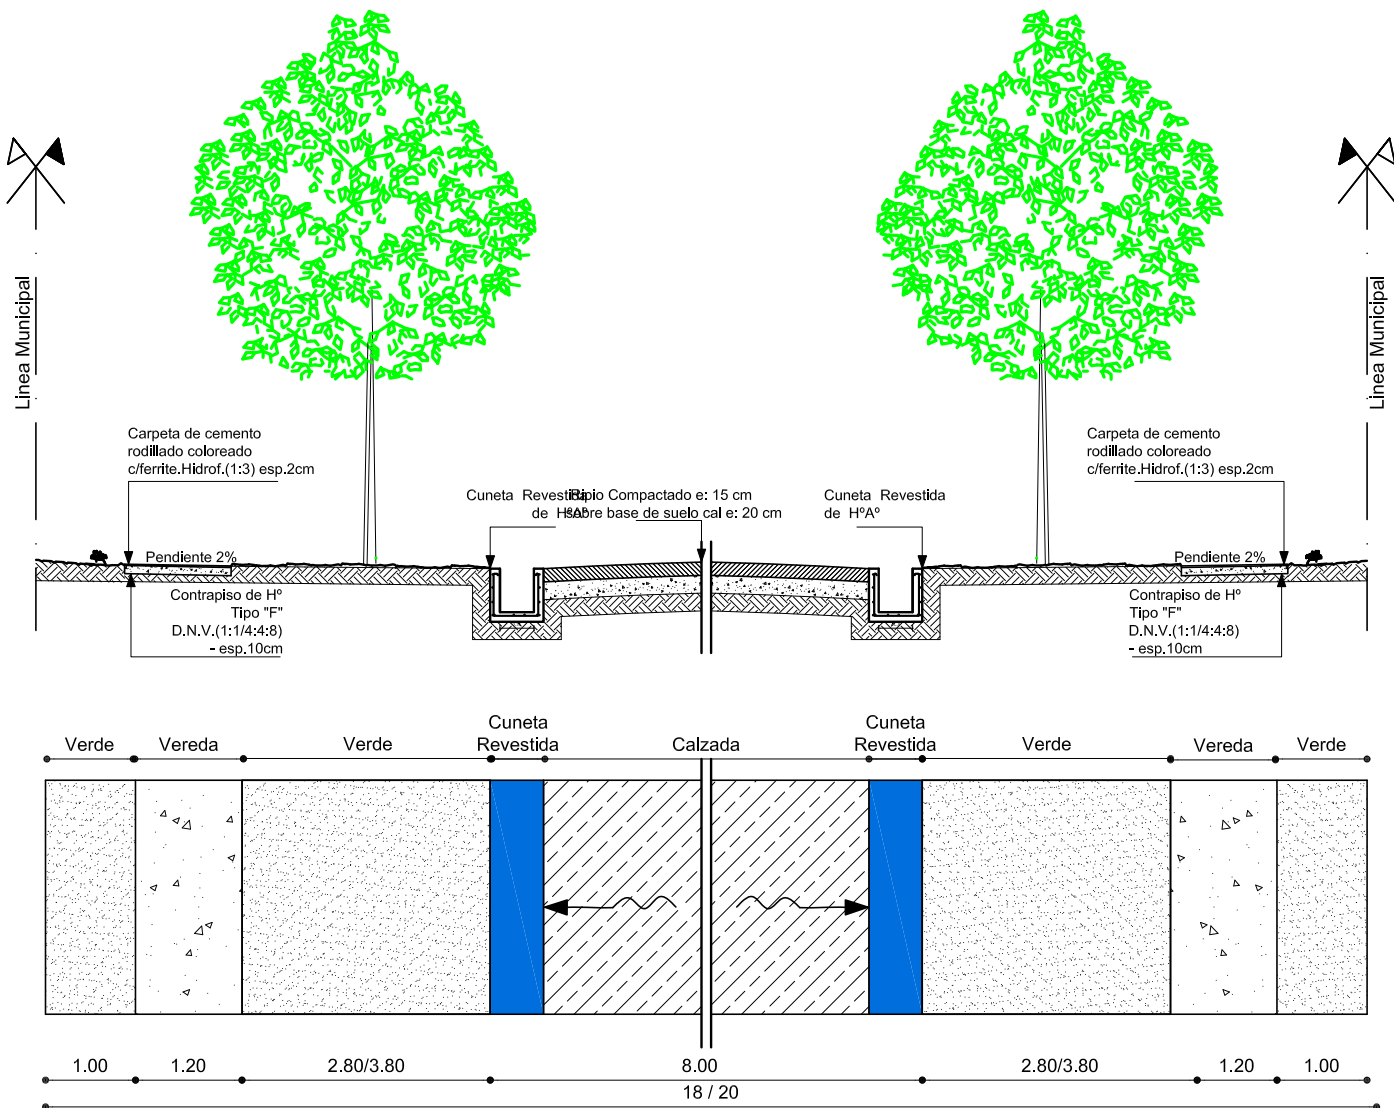 Linea Municipal
Linea Municipal
Carpeta de cemento
rodillado coloreado
c/ferrite.Hidrof.(1:3) esp.2cm
Carpeta de cemento
rodillado coloreado
c/ferrite.Hidrof.(1:3) esp.2cm
Cuneta Revestida
de HºAº
Ripio Compactado e: 15 cm
sobre base de suelo cal e: 20 cm
Cuneta Revestida
de HºAº
Pendiente 2%
Pendiente 2%
Contrapiso de Hº
Tipo "F"
D.N.V.(1:1/4:4:8)
- esp.10cm
Contrapiso de Hº
Tipo "F"
D.N.V.(1:1/4:4:8)
- esp.10cm
Verde
Vereda
Verde
Cuneta
Revestida
Calzada
Cuneta
Revestida
Verde
Vereda
Verde
1.00
1.20
2.80/3.80
8.00
2.80/3.80
1.20
1.00
18 / 20